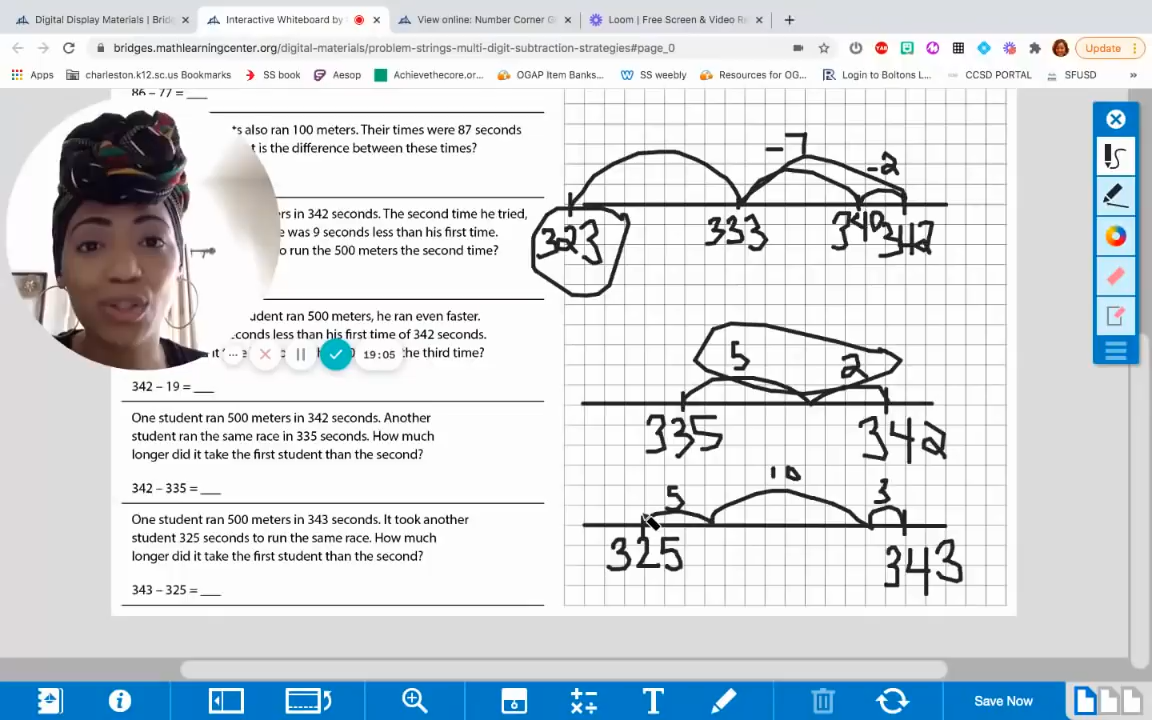 Digital Display Materials | Brid
Interactive Whiteboard by
View online: Number Corner G
Loom | Free Screen & Video Re
bridges.mathlearningcenter.org/digital-materials/problem-strings-multi-digit-subtraction-strategies#page_0
Update
Apps
charleston.k12.sc.us Bookmarks
SS book
Aesop
Achievethecore.org...
OGAP Item Banks...
SS weekly
Resources for OG...
Login to Boltons L...
CCSD PORTAL
SFUSD
86 – 77 = ___
ts also ran 100 meters. Their times were 87 seconds
t is the difference between these times?
rs in 342 seconds. The second time he tried,
e was 9 seconds less than his first time.
o run the 500 meters the second time?
udent ran 500 meters, he ran even faster.
conds less than his first time of 342 seconds.
the third time?
19:05
342 – 19 = ___
One student ran 500 meters in 342 seconds. Another
student ran the same race in 335 seconds. How much
longer did it take the first student than the second?
342 – 335 = ___
One student ran 500 meters in 343 seconds. It took another
student 325 seconds to run the same race. How much
longer did it take the first student than the second?
343 – 325 = ___
-7
-2
323
333
340
342
5
2
335
342
5
10
3
325
343
Save Now